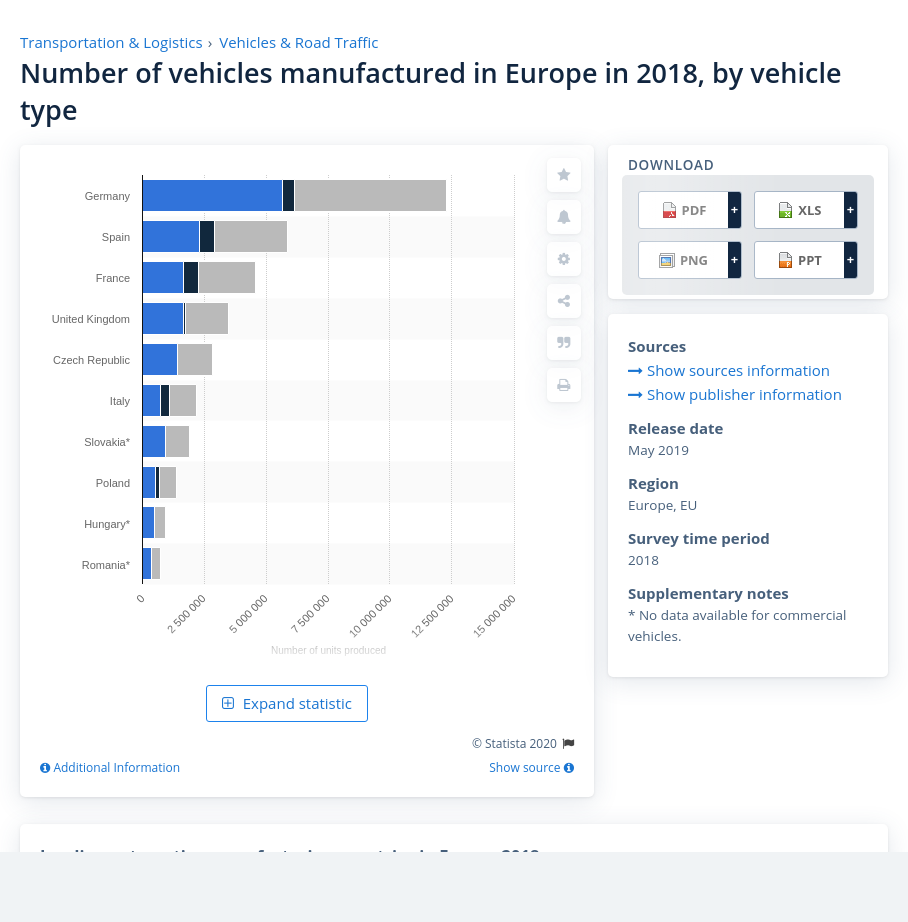 Transportation & Logistics › Vehicles & Road Traffic
Number of vehicles manufactured in Europe in 2018, by vehicle
type
Germany
Spain
France
United Kingdom
Czech Republic
Italy
Slovakia*
Poland
Hungary*
Romania*
0
2 500 000
5 000 000
7 500 000
10 000 000
12 500 000
15 000 000
Number of units produced
Expand statistic
© Statista 2020
Additional Information
Show source
DOWNLOAD
PDF +
XLS +
PNG +
PPT +
Sources
Show sources information
Show publisher information
Release date
May 2019
Region
Europe, EU
Survey time period
2018
Supplementary notes
* No data available for commercial
vehicles.